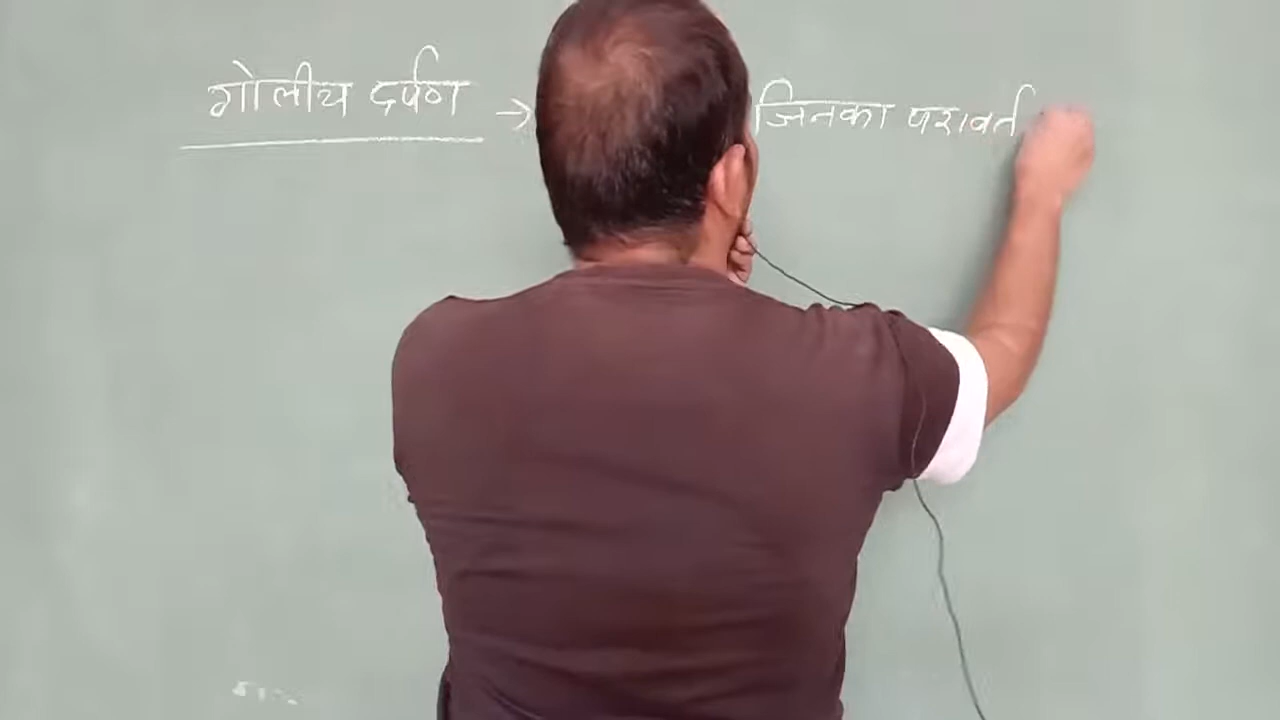 गोलीय दर्पण → जिनका परावर्त